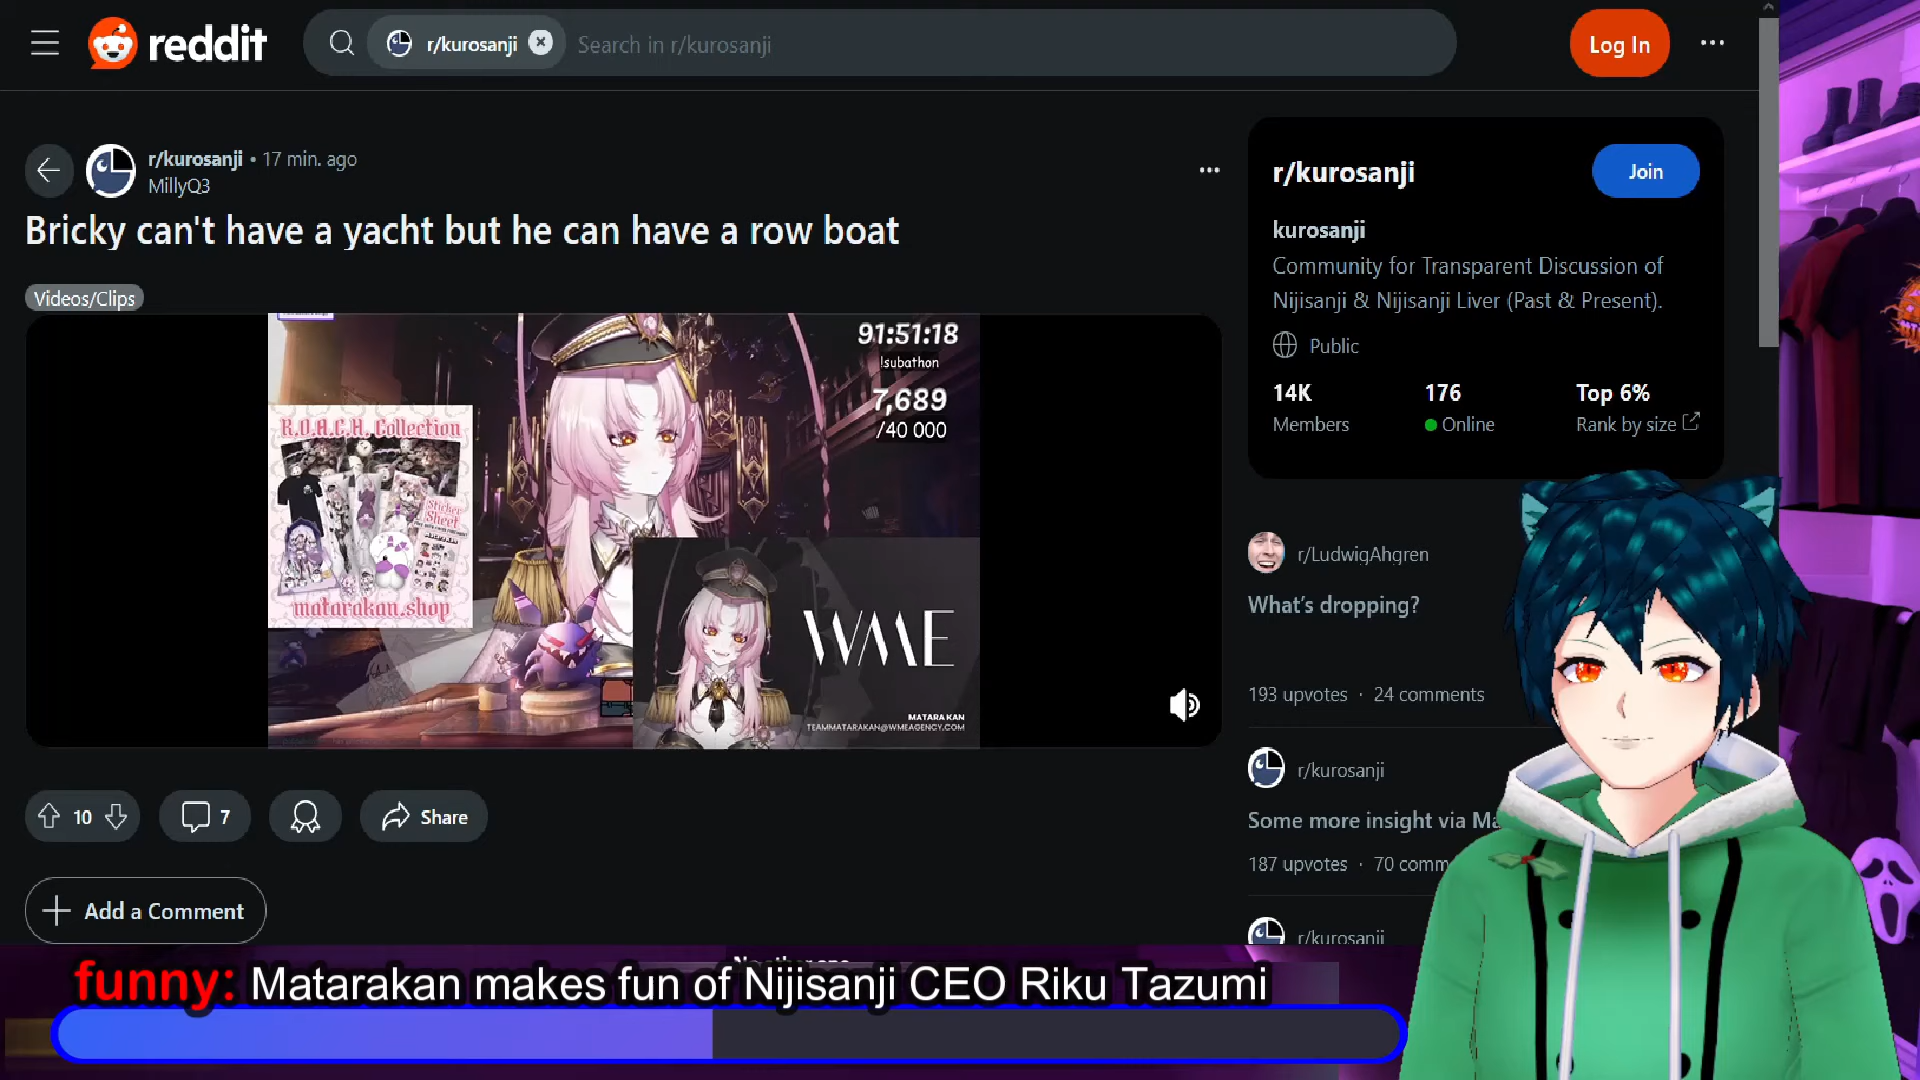 reddit
r/kurosanji
Search in r/kurosanji
Log In
r/kurosanji • 17 min. ago
MillyQ3
Bricky can't have a yacht but he can have a row boat
Videos/Clips
91:51:18
!subathon
7,689
/40 000
R.O.A.C.H. Collection
Sticker
Sheet
matarakan.shop
WME
MATARA KAN
TEAMMATARAKAN@WMEAGENCY.COM
10
7
Share
Add a Comment
r/kurosanji
Join
kurosanji
Community for Transparent Discussion of
Nijisanji & Nijisanji Liver (Past & Present).
Public
14K
Members
176
Online
Top 6%
Rank by size
r/LudwigAhgren
What's dropping?
193 upvotes · 24 comments
r/kurosanji
Some more insight via Ma
187 upvotes · 70 comm
r/kurosanji
funny: Matarakan makes fun of Nijisanji CEO Riku Tazumi